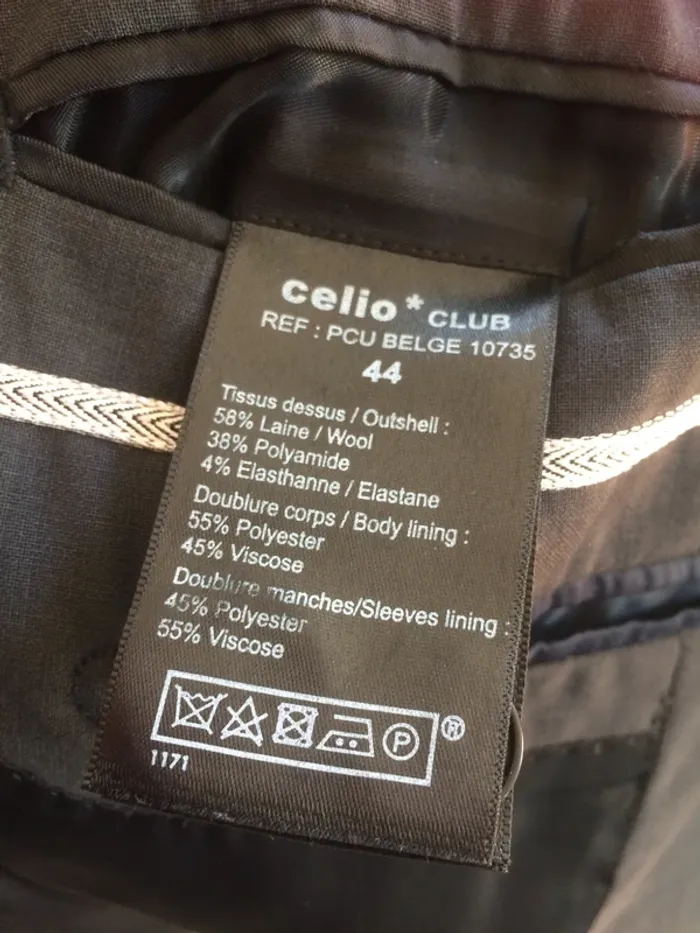 celio* CLUB
REF : PCU BELGE 10735
44
Tissus dessus / Outshell :
58% Laine / Wool
38% Polyamide
4% Elasthanne / Elastane
Doublure corps / Body lining :
55% Polyester
45% Viscose
Doublure manches/Sleeves lining :
45% Polyester
55% Viscose
P
®
1171